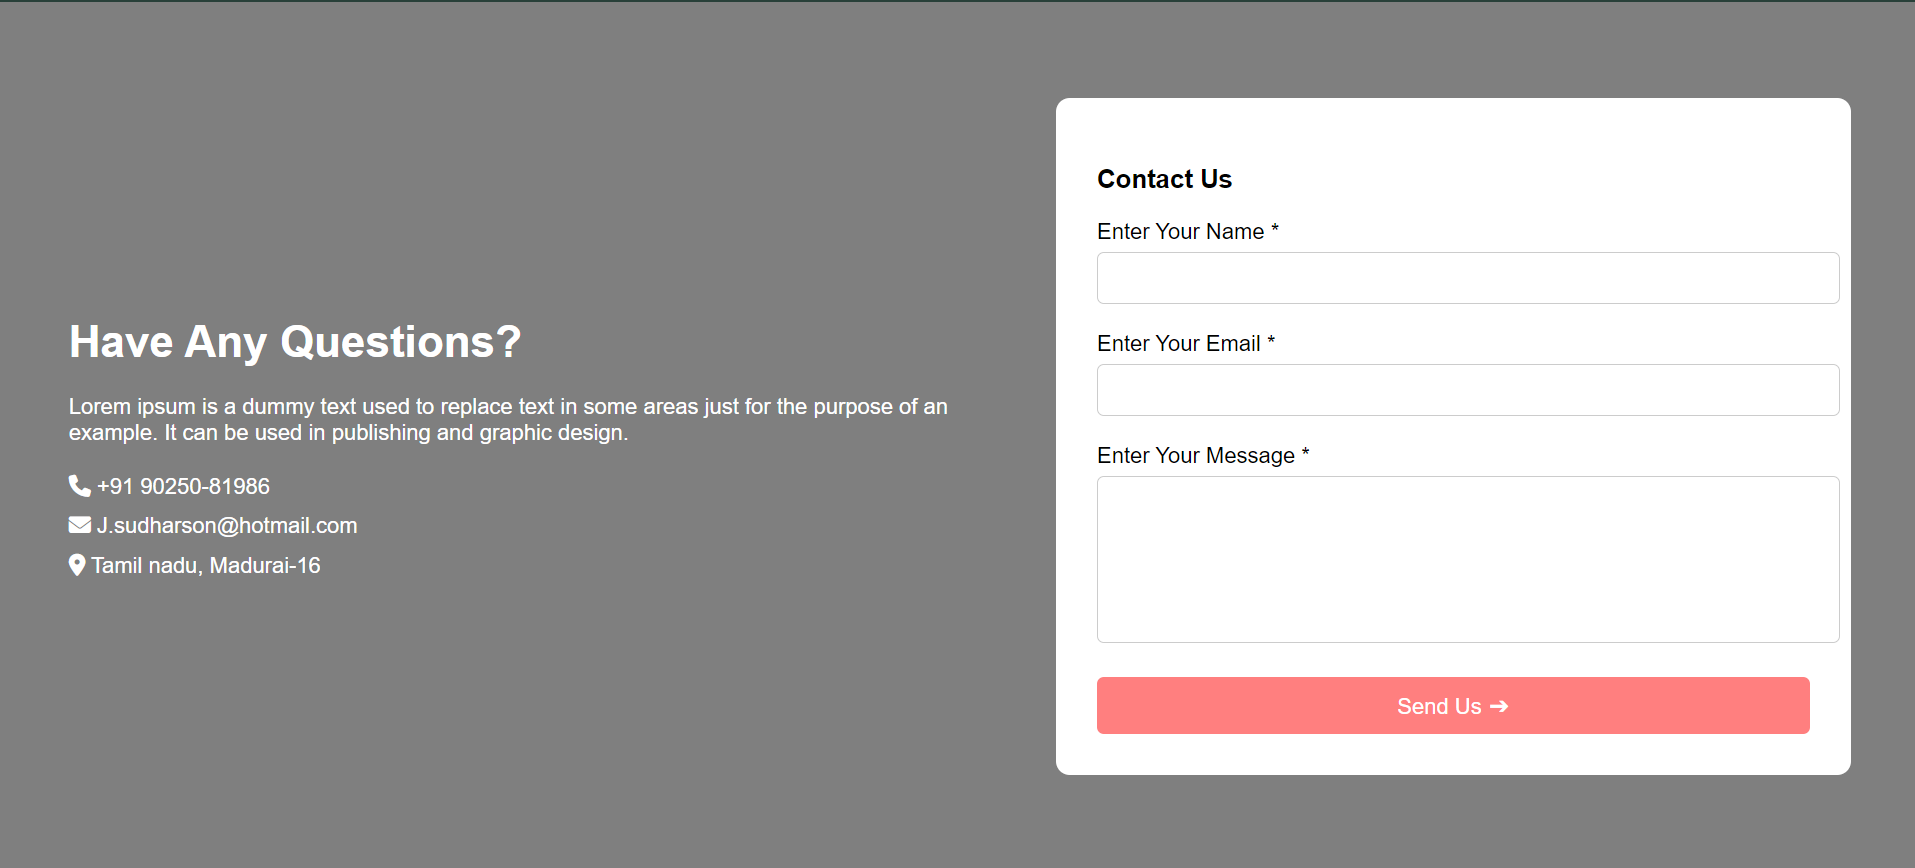 Have Any Questions?
Lorem ipsum is a dummy text used to replace text in some areas just for the purpose of an
example. It can be used in publishing and graphic design.
+91 90250-81986
J.sudharson@hotmail.com
Tamil nadu, Madurai-16
Contact Us
Enter Your Name *
Enter Your Email *
Enter Your Message *
Send Us ➔